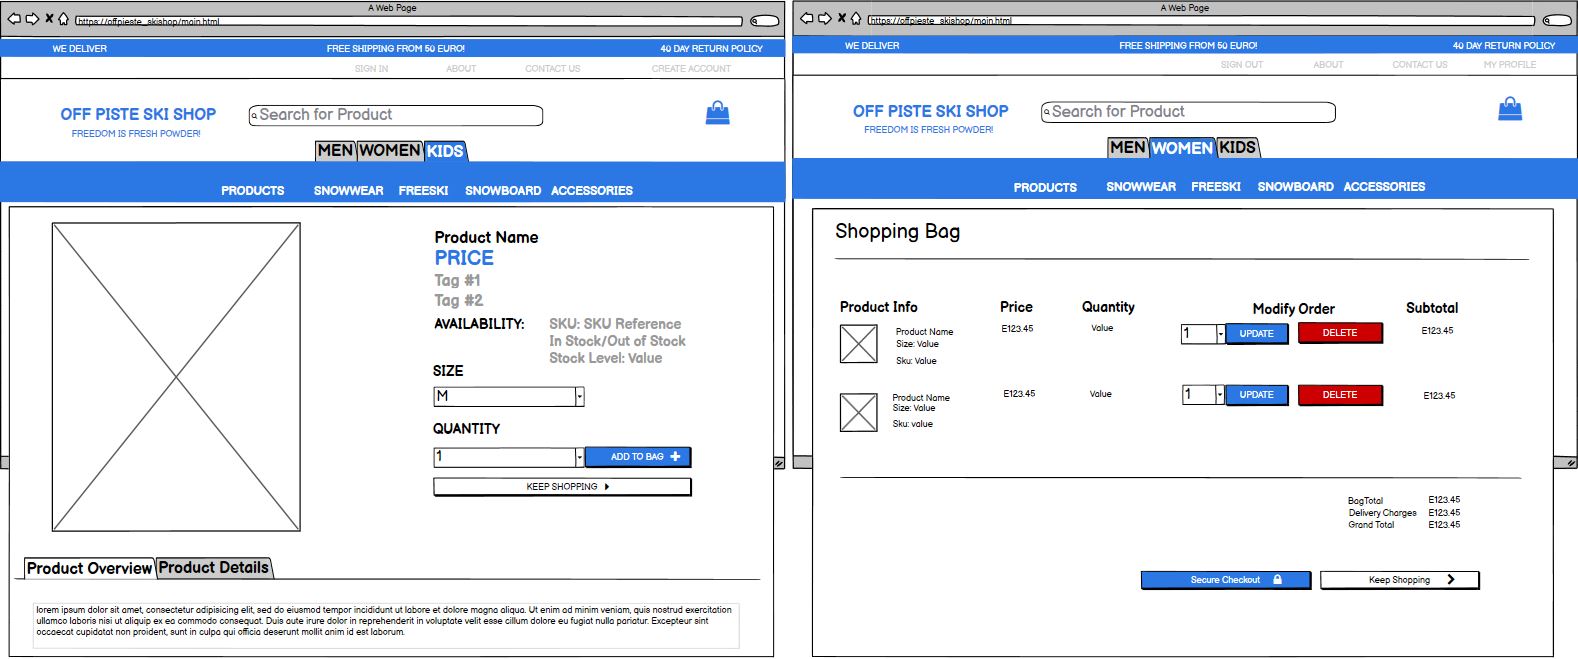 A Web Page
https://offpieste_skishop/main.html
WE DELIVER FREE SHIPPING FROM 50 EURO! 40 DAY RETURN POLICY
SIGN IN ABOUT CONTACT US CREATE ACCOUNT
OFF PISTE SKI SHOP
Search for Product
FREEDOM IS FRESH POWDER!
MEN WOMEN KIDS
PRODUCTS SNOWWEAR FREESKI SNOWBOARD ACCESSORIES
Product Name
PRICE
Tag #1
Tag #2
AVAILABILITY: SKU: SKU Reference
In Stock/Out of Stock
Stock Level: Value
SIZE
M
QUANTITY
1 ADD TO BAG
KEEP SHOPPING
Product Overview Product Details
lorem ipsum dolor sit amet, consectetur adipisicing elit, sed do eiusmod tempor incididunt ut labore et dolore magna aliqua. Ut enim ad minim veniam, quis nostrud exercitation
ullamco laboris nisi ut aliquip ex ea commodo consequat. Duis aute irure dolor in reprehenderit in voluptate velit esse cillum dolore eu fugiat nulla pariatur. Excepteur sint
occaecat cupidatat non proident, sunt in culpa qui officia deserunt mollit anim id est laborum.
A Web Page
https://offpieste_skishop/main.html
WE DELIVER FREE SHIPPING FROM 50 EURO! 40 DAY RETURN POLICY
SIGN OUT ABOUT CONTACT US MY PROFILE
OFF PISTE SKI SHOP
Search for Product
FREEDOM IS FRESH POWDER!
MEN WOMEN KIDS
PRODUCTS SNOWWEAR FREESKI SNOWBOARD ACCESSORIES
Shopping Bag
Product Info Price Quantity Modify Order Subtotal
Product Name E123.45 Value 1 UPDATE DELETE E123.45
Size: Value
Sku: Value
Product Name E123.45 Value 1 UPDATE DELETE E123.45
Size: Value
Sku: value
BagTotal E123.45
Delivery Charges E123.45
Grand Total E123.45
Secure Checkout Keep Shopping